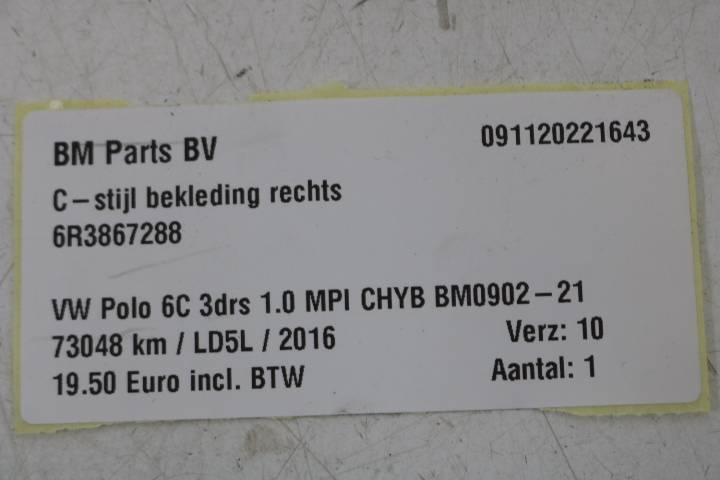 BM Parts BV 091120221643
C-stijl bekleding rechts
6R3867288
VW Polo 6C 3drs 1.0 MPI CHYB BM0902-21
73048 km / LD5L / 2016 Verz: 10
19.50 Euro incl. BTW Aantal: 1